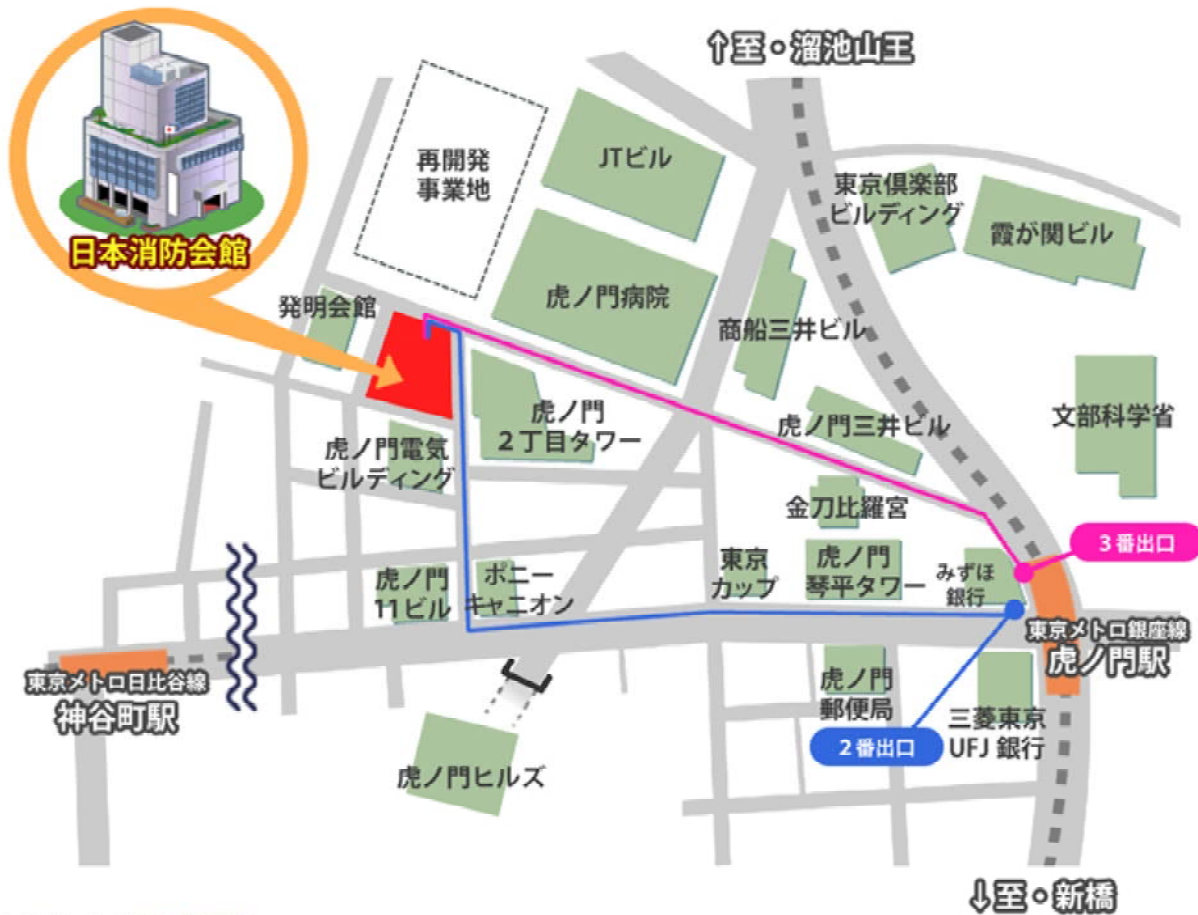 ↑至・溜池山王
再開発
事業地
JTビル
東京倶楽部
ビルディング
霞が関ビル
日本消防会館
発明会館
虎ノ門病院
商船三井ビル
虎ノ門
2丁目タワー
虎ノ門三井ビル
文部科学省
虎ノ門電気
ビルディング
金刀比羅宮
3番出口
虎ノ門
11ビル
ポニー
キャニオン
東京
カップ
虎ノ門
琴平タワー
みずほ
銀行
東京メトロ銀座線
虎ノ門駅
東京メトロ日比谷線
神谷町駅
虎ノ門
郵便局
三菱東京
UFJ 銀行
2番出口
虎ノ門ヒルズ
↓至・新橋